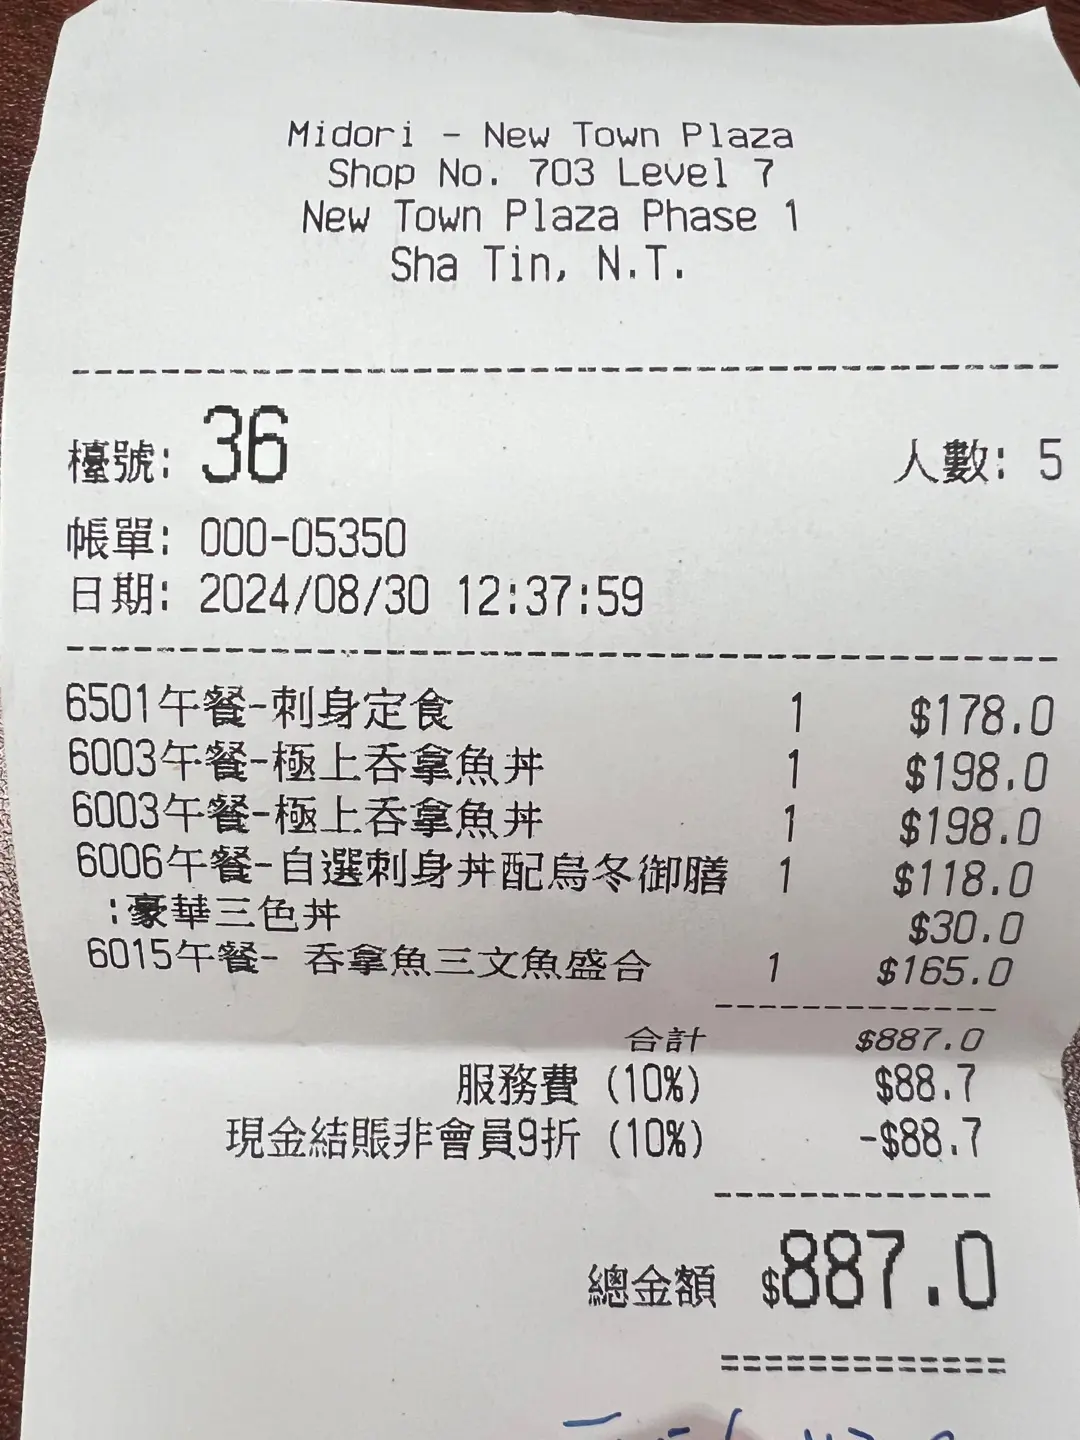 Midori - New Town Plaza
Shop No. 703 Level 7
New Town Plaza Phase 1
Sha Tin, N.T.
檯號: 36 人數: 5
帳單: 000-05350
日期: 2024/08/30 12:37:59
6501午餐-刺身定食 1 $178.0
6003午餐-極上吞拿魚丼 1 $198.0
6003午餐-極上吞拿魚丼 1 $198.0
6006午餐-自選刺身丼配烏冬御膳 1 $118.0
:豪華三色丼 $30.0
6015午餐- 吞拿魚三文魚盛合 1 $165.0
合計 $887.0
服務費 (10%) $88.7
現金結賬非會員9折 (10%) -$88.7
總金額 $887.0